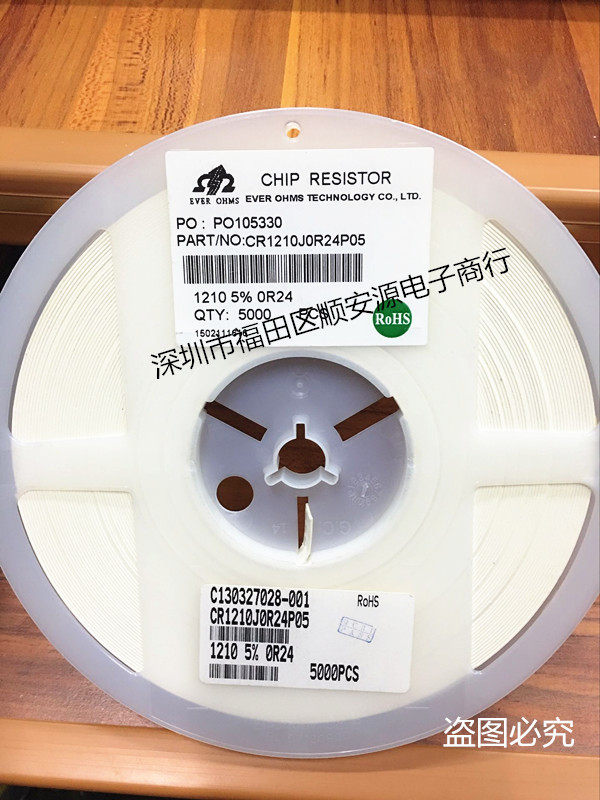 CHIP RESISTOR
EVER OHMS
EVER OHMS TECHNOLOGY CO., LTD.
PO : PO105330
PART/NO:CR1210J0R24P05
1210 5% 0R24
QTY: 5000 PCS
RoHS
深圳市福田区顺安源电子商行
14
C130327028-001
RoHS
CR1210J0R24P05
1210 5% 0R24
5000PCS
盗图必究